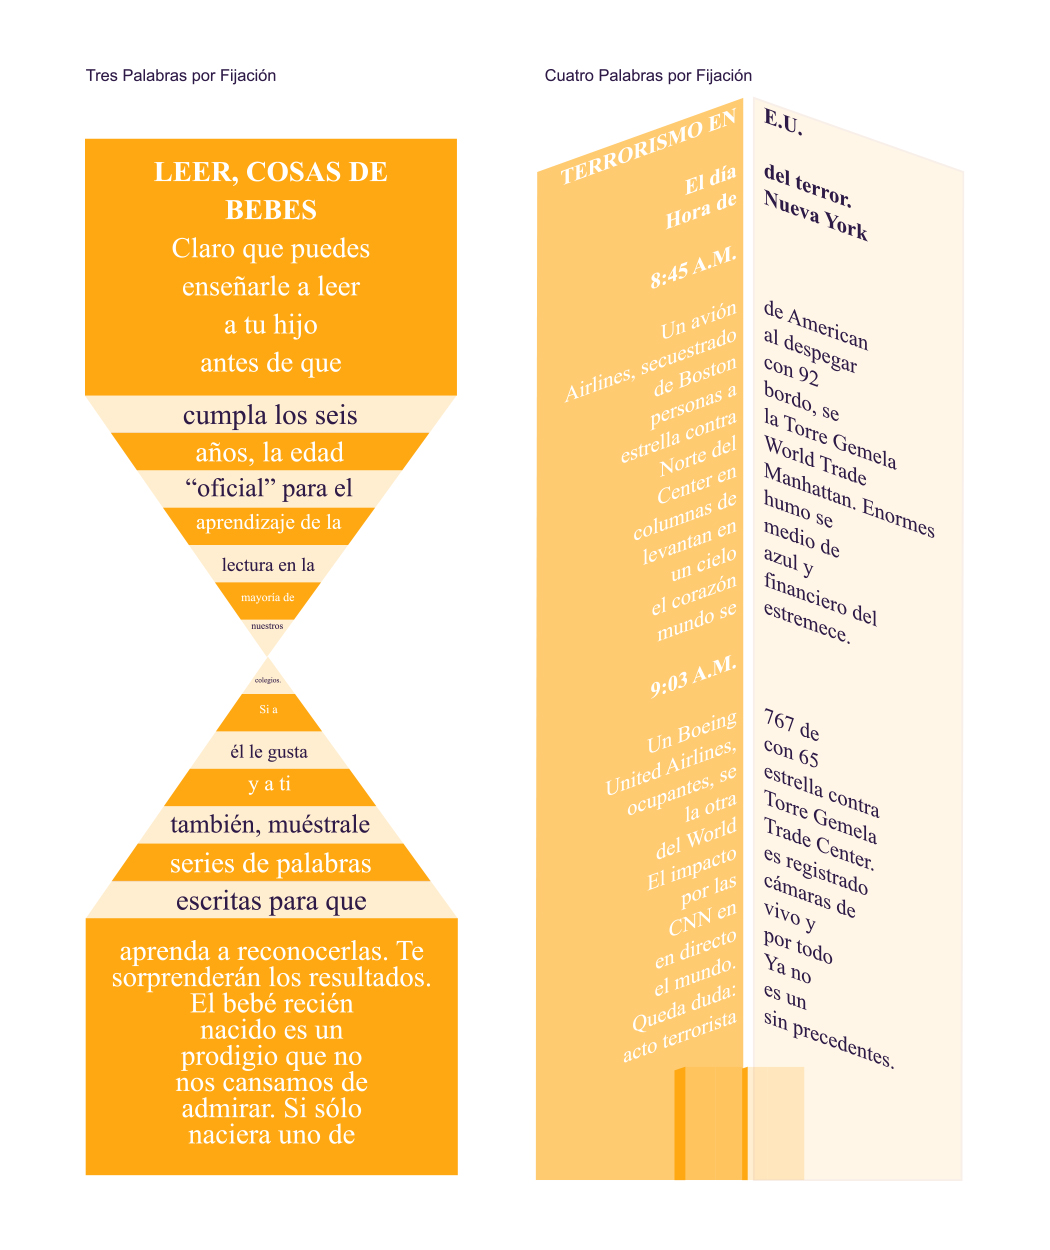 Tres Palabras por Fijación
LEER, COSAS DE
BEBES
Claro que puedes
enseñarle a leer
a tu hijo
antes de que
cumpla los seis
años, la edad
“oficial” para el
aprendizaje de la
lectura en la
mayoría de
nuestros
colegios.
Si a
él le gusta
y a ti
también, muéstrale
series de palabras
escritas para que
aprenda a reconocerlas. Te
sorprenderán los resultados.
El bebé recién
nacido es un
prodigio que no
nos cansamos de
admirar. Si sólo
naciera uno de
Cuatro Palabras por Fijación
TERRORISMO EN E.U.
El día del terror.
Hora de Nueva York
8:45 A.M.
Un avión de American
Airlines, secuestrado al despegar
de Boston con 92
personas a bordo, se
estrella contra la Torre Gemela
Norte del World Trade
Center en Manhattan. Enormes
columnas de humo se
levantan en medio de
un cielo azul y
el corazón financiero del
mundo se estremece.
9:03 A.M.
Un Boeing 767 de
United Airlines, con 65
ocupantes, se estrella contra
la otra Torre Gemela
del World Trade Center.
El impacto es registrado
por las cámaras de
CNN en vivo y
en directo por todo
el mundo. Ya no
Queda duda: es un
acto terrorista sin precedentes.